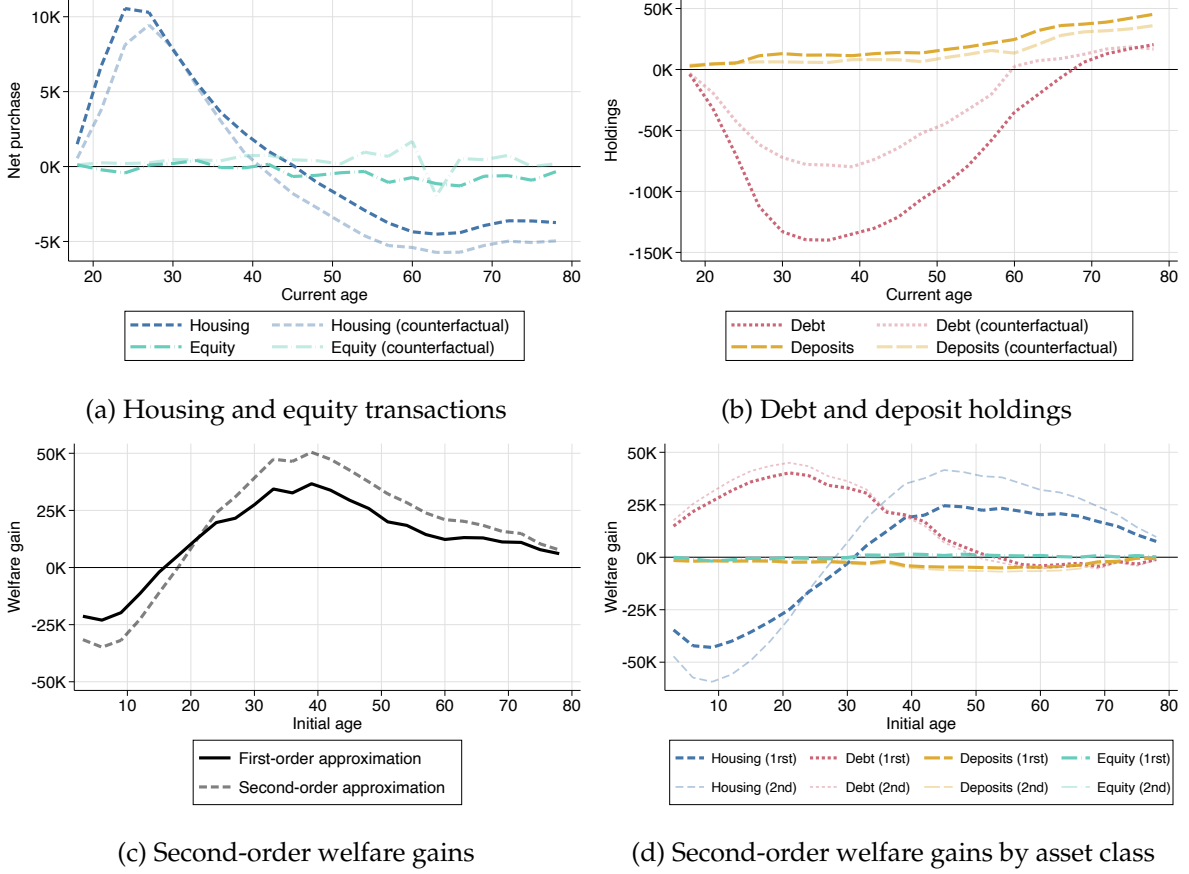 10K
5K
0K
-5K
Net purchase
20 30 40 50 60 70 80
Current age
Housing Housing (counterfactual)
Equity Equity (counterfactual)
(a) Housing and equity transactions
50K
0K
-50K
-100K
-150K
Holdings
20 30 40 50 60 70 80
Current age
Debt Debt (counterfactual)
Deposits Deposits (counterfactual)
(b) Debt and deposit holdings
50K
25K
0K
-25K
-50K
Welfare gain
10 20 30 40 50 60 70 80
Initial age
First-order approximation
Second-order approximation
(c) Second-order welfare gains
50K
25K
0K
-25K
-50K
Welfare gain
10 20 30 40 50 60 70 80
Initial age
Housing (1rst) Debt (1rst) Deposits (1rst) Equity (1rst)
Housing (2nd) Debt (2nd) Deposits (2nd) Equity (2nd)
(d) Second-order welfare gains by asset class